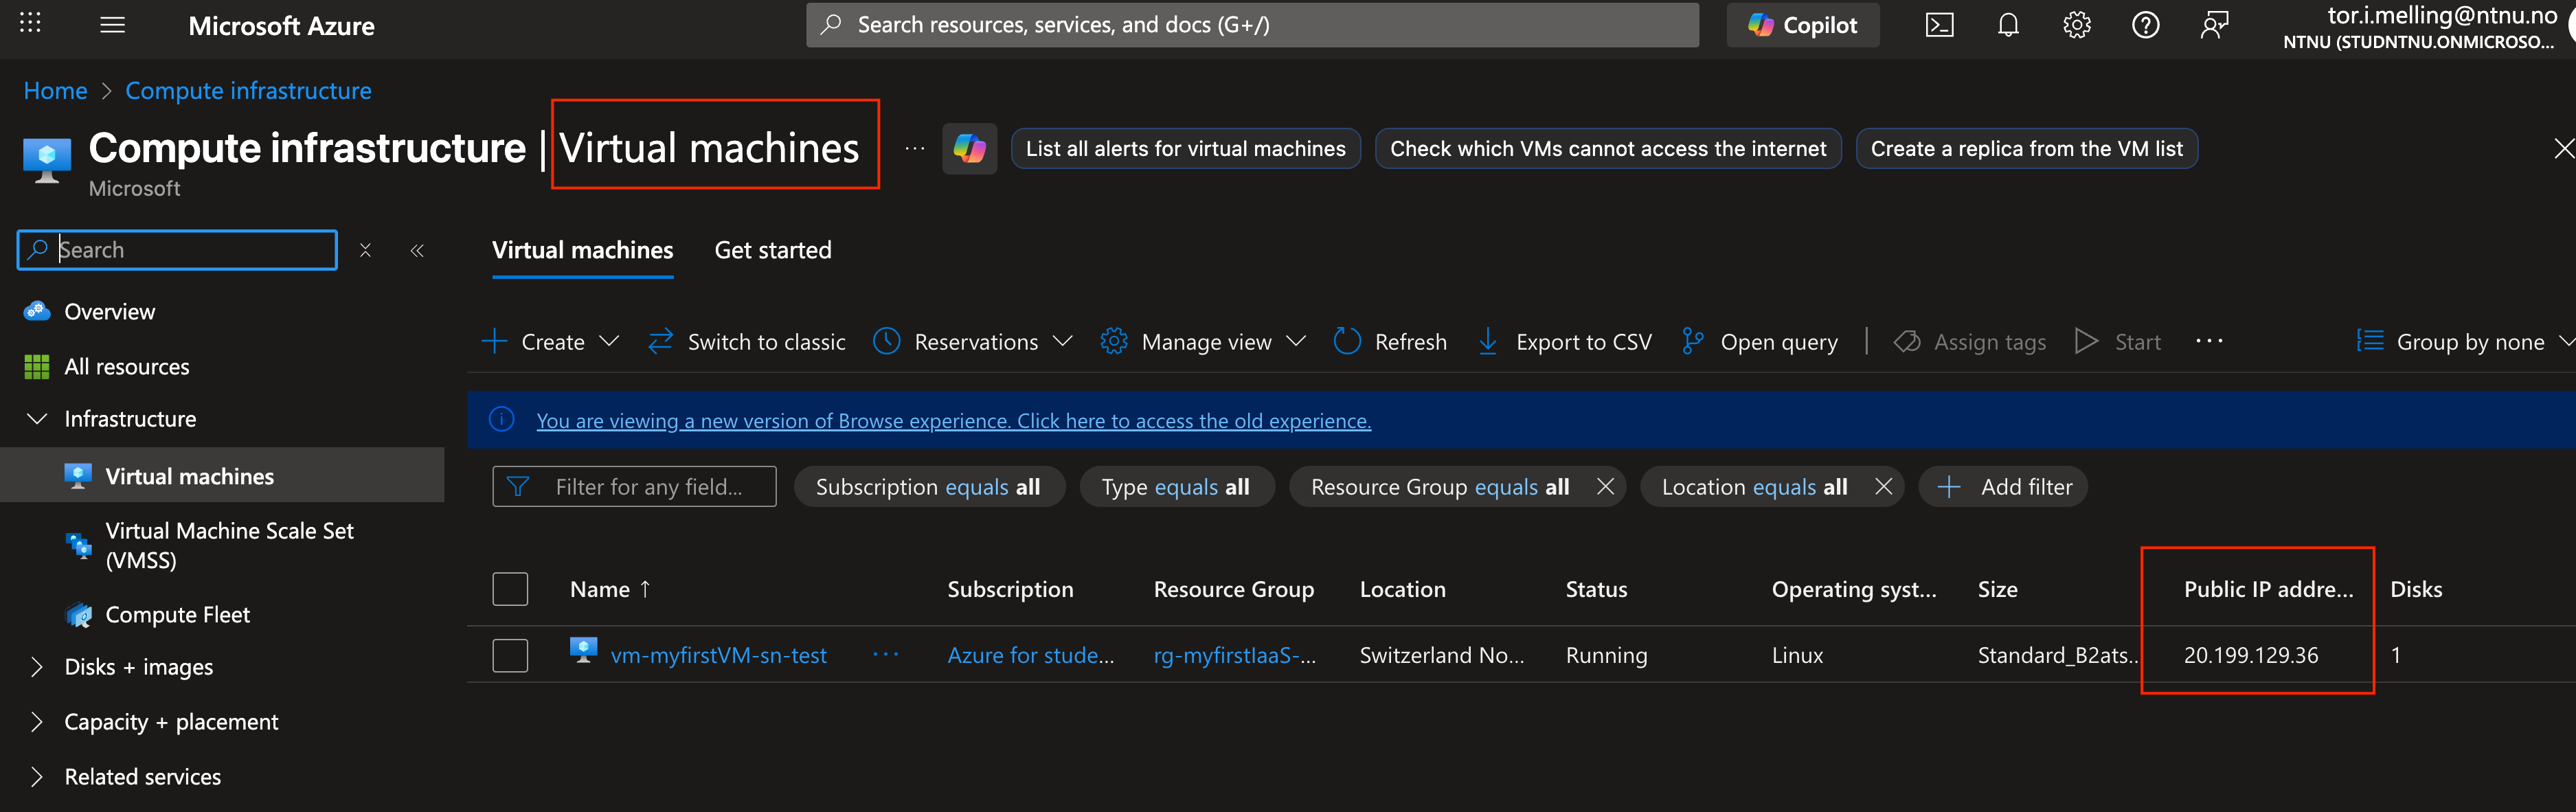 Microsoft Azure
Search resources, services, and docs (G+/)
Copilot
tor.i.melling@ntnu.no
NTNU (STUDNTNU.ONMICROSO...
Home > Compute infrastructure
Compute infrastructure | Virtual machines ...
Microsoft
List all alerts for virtual machines
Check which VMs cannot access the internet
Create a replica from the VM list
Search
Overview
All resources
Infrastructure
Virtual machines
Virtual Machine Scale Set
(VMSS)
Compute Fleet
Disks + images
Capacity + placement
Related services
Virtual machines Get started
Create Switch to classic Reservations Manage view Refresh Export to CSV Open query | Assign tags Start ... Group by none
You are viewing a new version of Browse experience. Click here to access the old experience.
Filter for any field... Subscription equals all Type equals all Resource Group equals all Location equals all Add filter
Name ↑ Subscription Resource Group Location Status Operating syst... Size Public IP addre... Disks
vm-myfirstVM-sn-test ... Azure for stude... rg-myfirstIaaS-... Switzerland No... Running Linux Standard_B2ats... 20.199.129.36 1